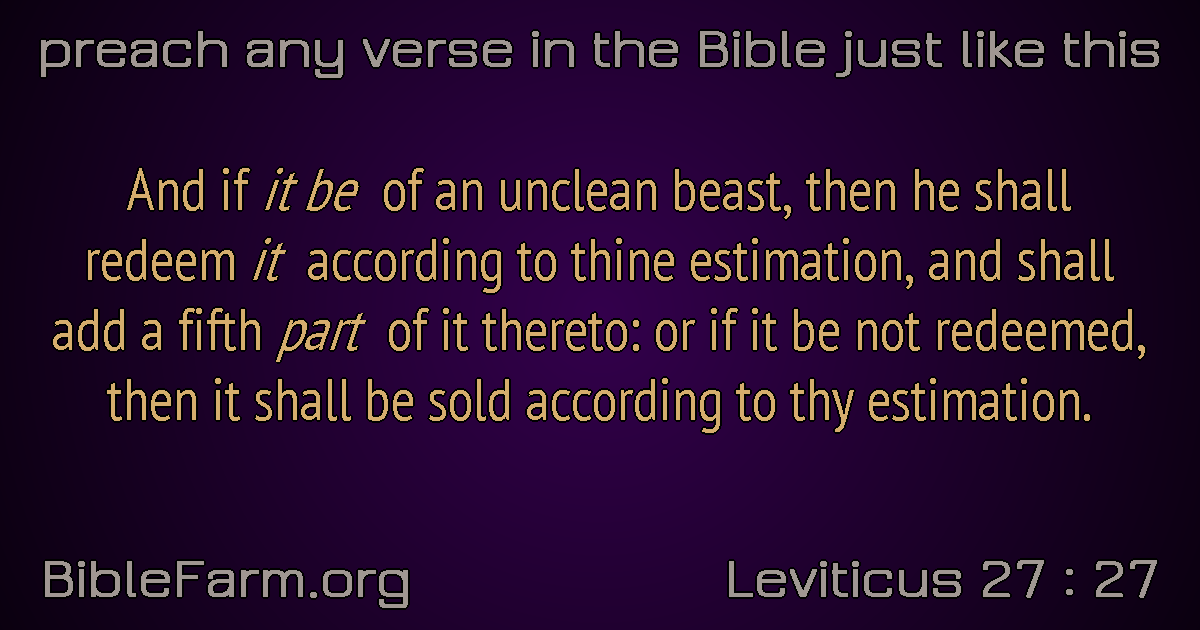 preach any verse in the Bible just like this
And if it be of an unclean beast, then he shall
redeem it according to thine estimation, and shall
add a fifth part of it thereto: or if it be not redeemed,
then it shall be sold according to thy estimation.
BibleFarm.org
Leviticus 27 : 27